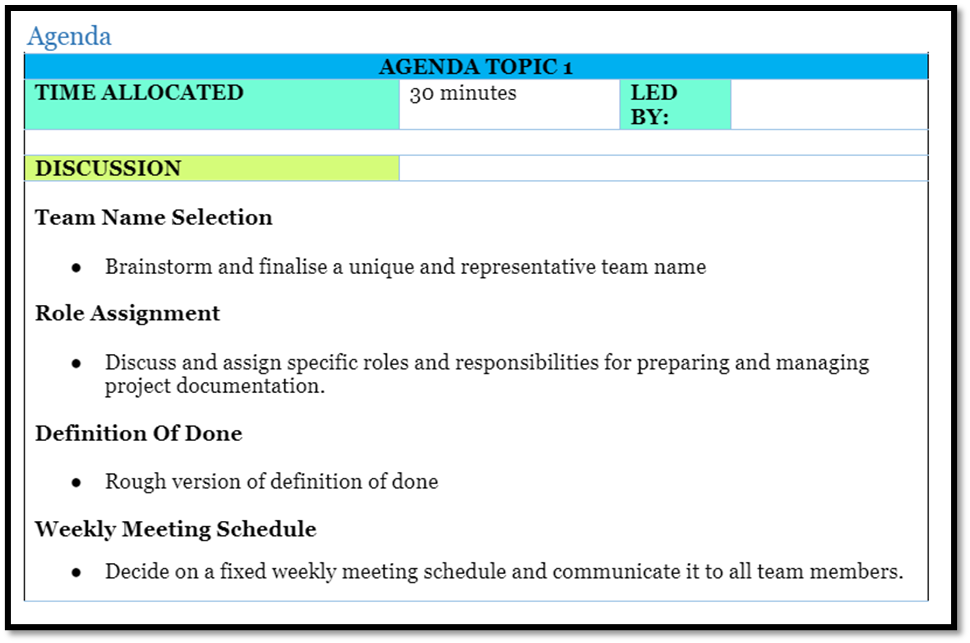 Agenda
AGENDA TOPIC 1
TIME ALLOCATED 30 minutes LED
BY:
DISCUSSION
Team Name Selection
● Brainstorm and finalise a unique and representative team name
Role Assignment
● Discuss and assign specific roles and responsibilities for preparing and managing
project documentation.
Definition Of Done
● Rough version of definition of done
Weekly Meeting Schedule
● Decide on a fixed weekly meeting schedule and communicate it to all team members.